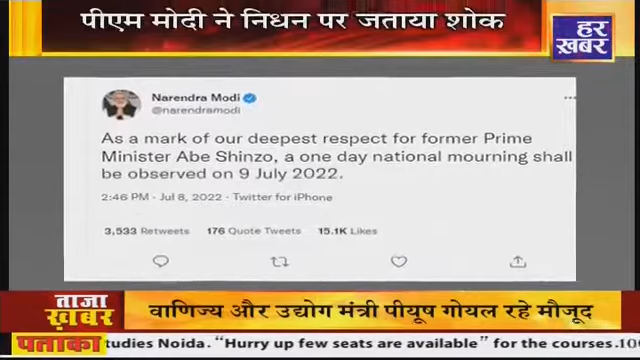 पीएम मोदी ने निधन पर जताया शोक
हर
ख़बर
Narendra Modi
@narendramodi
As a mark of our deepest respect for former Prime
Minister Abe Shinzo, a one day national mourning shall
be observed on 9 July 2022.
2:46 PM · Jul 8, 2022 · Twitter for iPhone
3,533 Retweets 176 Quote Tweets 15.1K Likes
ताजा
ख़बर
वाणिज्य और उद्योग मंत्री पीयूष गोयल रहे मौजूद
पताका
tudies Noida. “Hurry up few seats are available” for the courses.